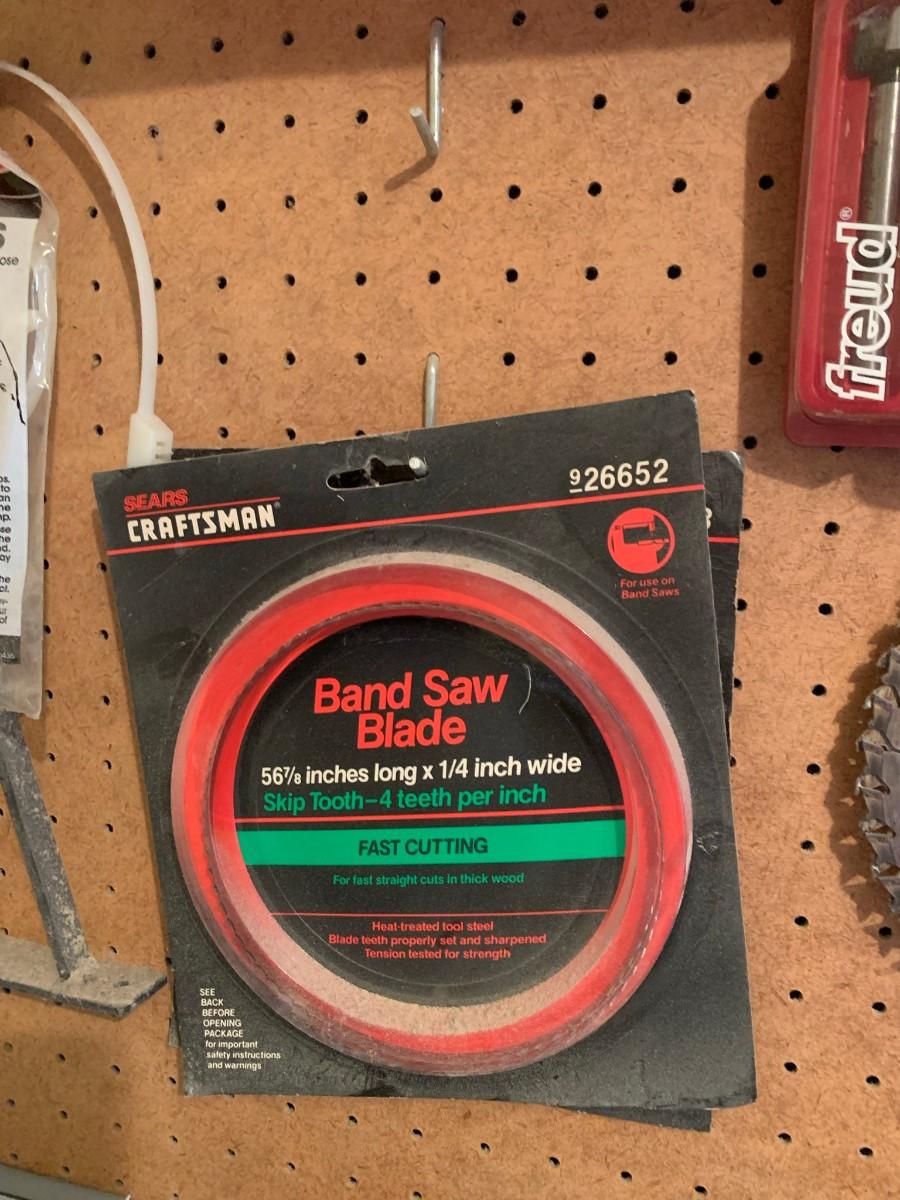 SEARS
CRAFTSMAN®
926652
For use on
Band Saws
Band Saw
Blade
56 7/8 inches long x 1/4 inch wide
Skip Tooth–4 teeth per inch
FAST CUTTING
For fast straight cuts in thick wood
Heat-treated tool steel
Blade teeth properly set and sharpened
Tension tested for strength
SEE
BACK
BEFORE
OPENING
PACKAGE
for important
safety instructions
and warnings
freud®